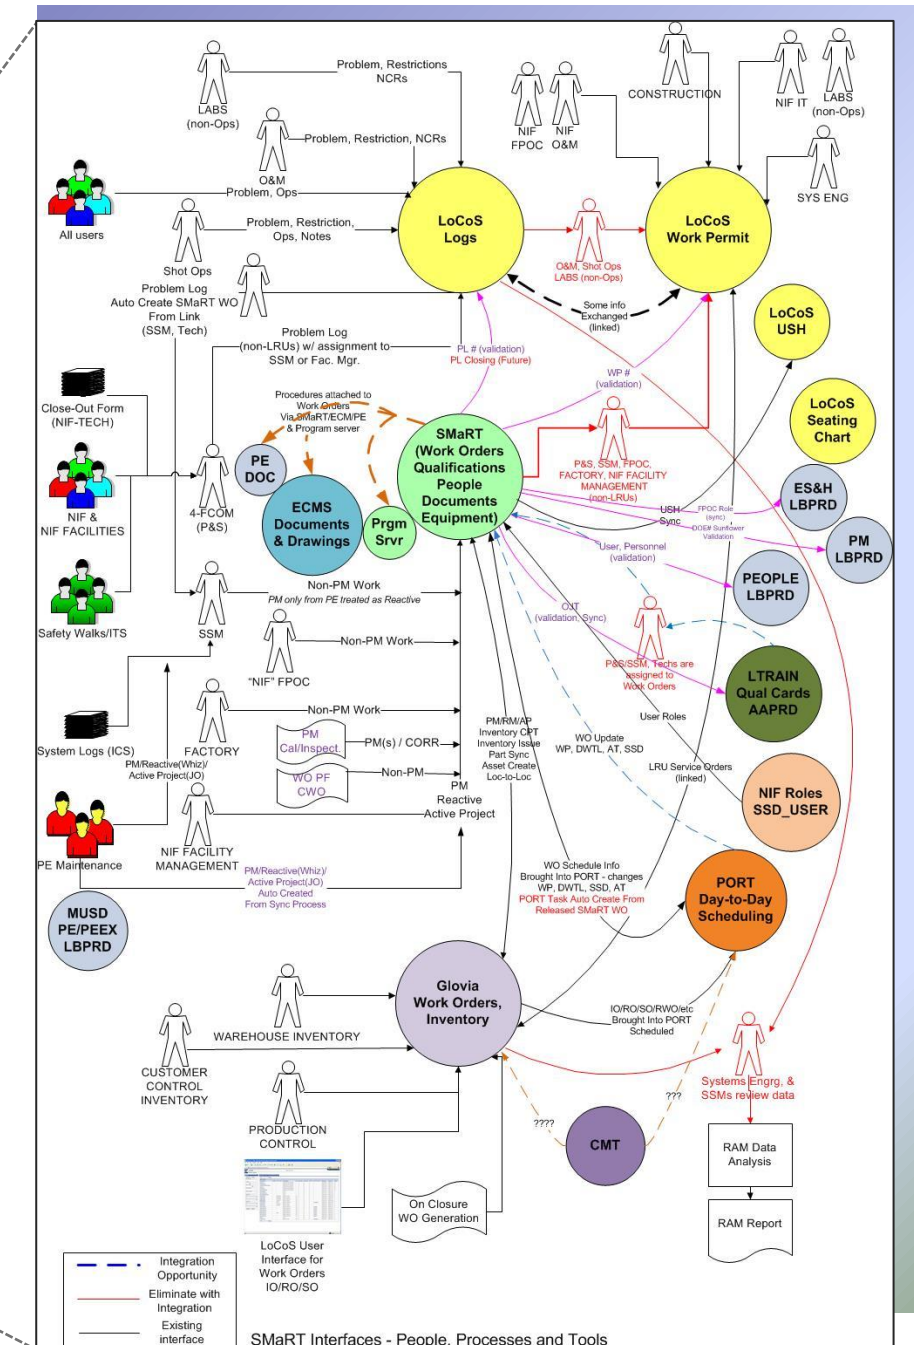 Problem, Restrictions
NCRs
LABS
(non-Ops)
CONSTRUCTION
NIF IT
LABS
(non-Ops)
NIF
FPOC
NIF
O&M
Problem, Restriction, NCRs
O&M
SYS ENG
Problem, Ops
All users
Problem, Restriction,
Ops, Notes
Shot Ops
LoCoS
Logs
LoCoS
Work Permit
O&M, Shot Ops
LABS (non-Ops)
Problem Log
Auto Create SMaRT WO
From Link
(SSM, Tech)
Some info
Exchanged
(linked)
LoCoS
USH
Problem Log
(non-LRUs) w/ assignment to
SSM or Fac. Mgr.
PL # (validation)
PL Closing (Future)
WP #
(validation)
Close-Out Form
(NIF-TECH)
Procedures attached to
Work Orders
Via SMaRT/ECM/PE
& Program server
LoCoS
Seating
Chart
SMaRT
(Work Orders
Qualifications
People
Documents
Equipment)
P&S, SSM, FPOC,
FACTORY, NIF FACILITY
MANAGEMENT
(non-LRUs)
PE
DOC
ES&H
LBPRD
NIF &
NIF FACILITIES
4-FCOM
(P&S)
ECMS
Documents
& Drawings
Prgm
Srvr
USH
Sync
FPOC Role
(sync)
DOE# Sunflower
Validation
PM
LBPRD
User, Personnel
(validation)
PEOPLE
LBPRD
Non-PM Work
PM only from PE treated as Reactive
Safety Walks/ITS
SSM
OJT
(validation, Sync)
Non-PM Work
"NIF" FPOC
P&S/SSM, Techs are
assigned to
Work Orders
LTRAIN
Qual Cards
AAPRD
Non-PM Work
System Logs (ICS)
FACTORY
PM
Cal/Inspect.
PM(s) / CORR
PM/RM/AP
Inventory CPT
Inventory Issue
Part Sync
Asset Create
Loc-to-Loc
WO Update
WP, DWTL, AT, SSD
User Roles
PM/Reactive(Whiz)/
Active Project(JO)
WO PF
CWO
Non-PM
LRU Service Orders
(linked)
NIF Roles
SSD_USER
PM
Reactive
Active Project
PE Maintenance
NIF FACILITY
MANAGEMENT
PM/Reactive(Whiz)/
Active Project(JO)
Auto Created
From Sync Process
WO Schedule Info
Brought Into PORT - changes
WP, DWTL, SSD, AT
PORT Task Auto Create From
Released SMaRT WO
PORT
Day-to-Day
Scheduling
MUSD
PE/PEEX
LBPRD
Glovia
Work Orders,
Inventory
IO/RO/SO/RWO/etc
Brought Into PORT
Scheduled
WAREHOUSE INVENTORY
CUSTOMER
CONTROL
INVENTORY
Systems Engrg, &
SSMs review data
PRODUCTION
CONTROL
????
???
CMT
RAM Data
Analysis
On Closure
WO Generation
RAM Report
LoCoS User
Interface for
Work Orders
IO/RO/SO
Integration
Opportunity
Eliminate with
Integration
Existing
interface
SMaRT Interfaces - People, Processes and Tools